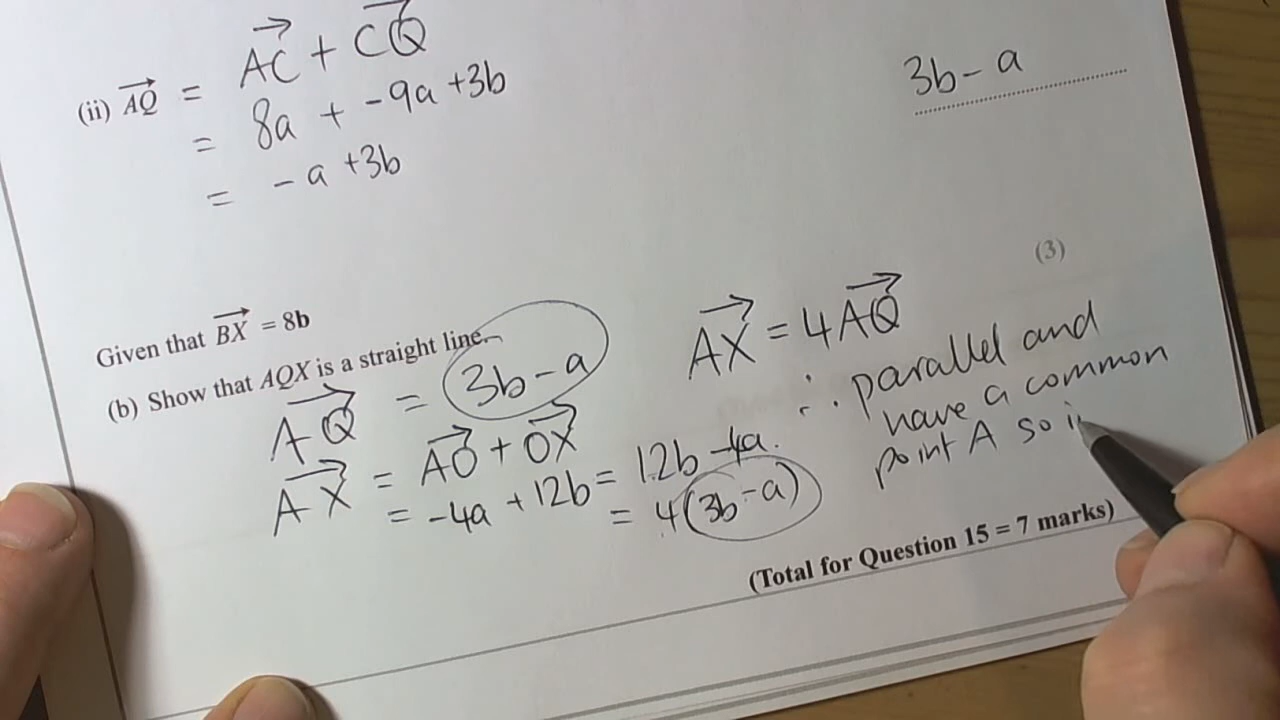 (ii) AQ = AC + CQ
= 8a + -9a +3b
= -a +3b
3b - a
(3)
Given that BX = 8b
(b) Show that AQX is a straight line.
AQ = 3b - a
AX = AO + OX
= -4a + 12b = 12b - 4a.
= 4(3b - a)
AX = 4AQ
∴ parallel and
have a common
point A so i
(Total for Question 15 = 7 marks)